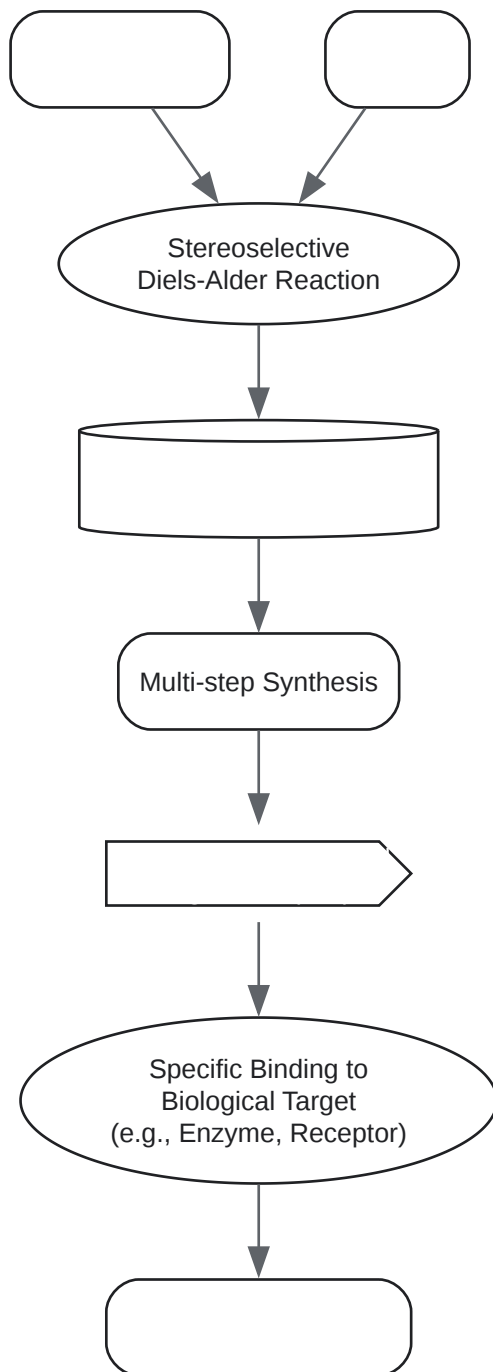 Stereoselective
Diels-Alder Reaction
Multi-step Synthesis
Specific Binding to
Biological Target
(e.g., Enzyme, Receptor)